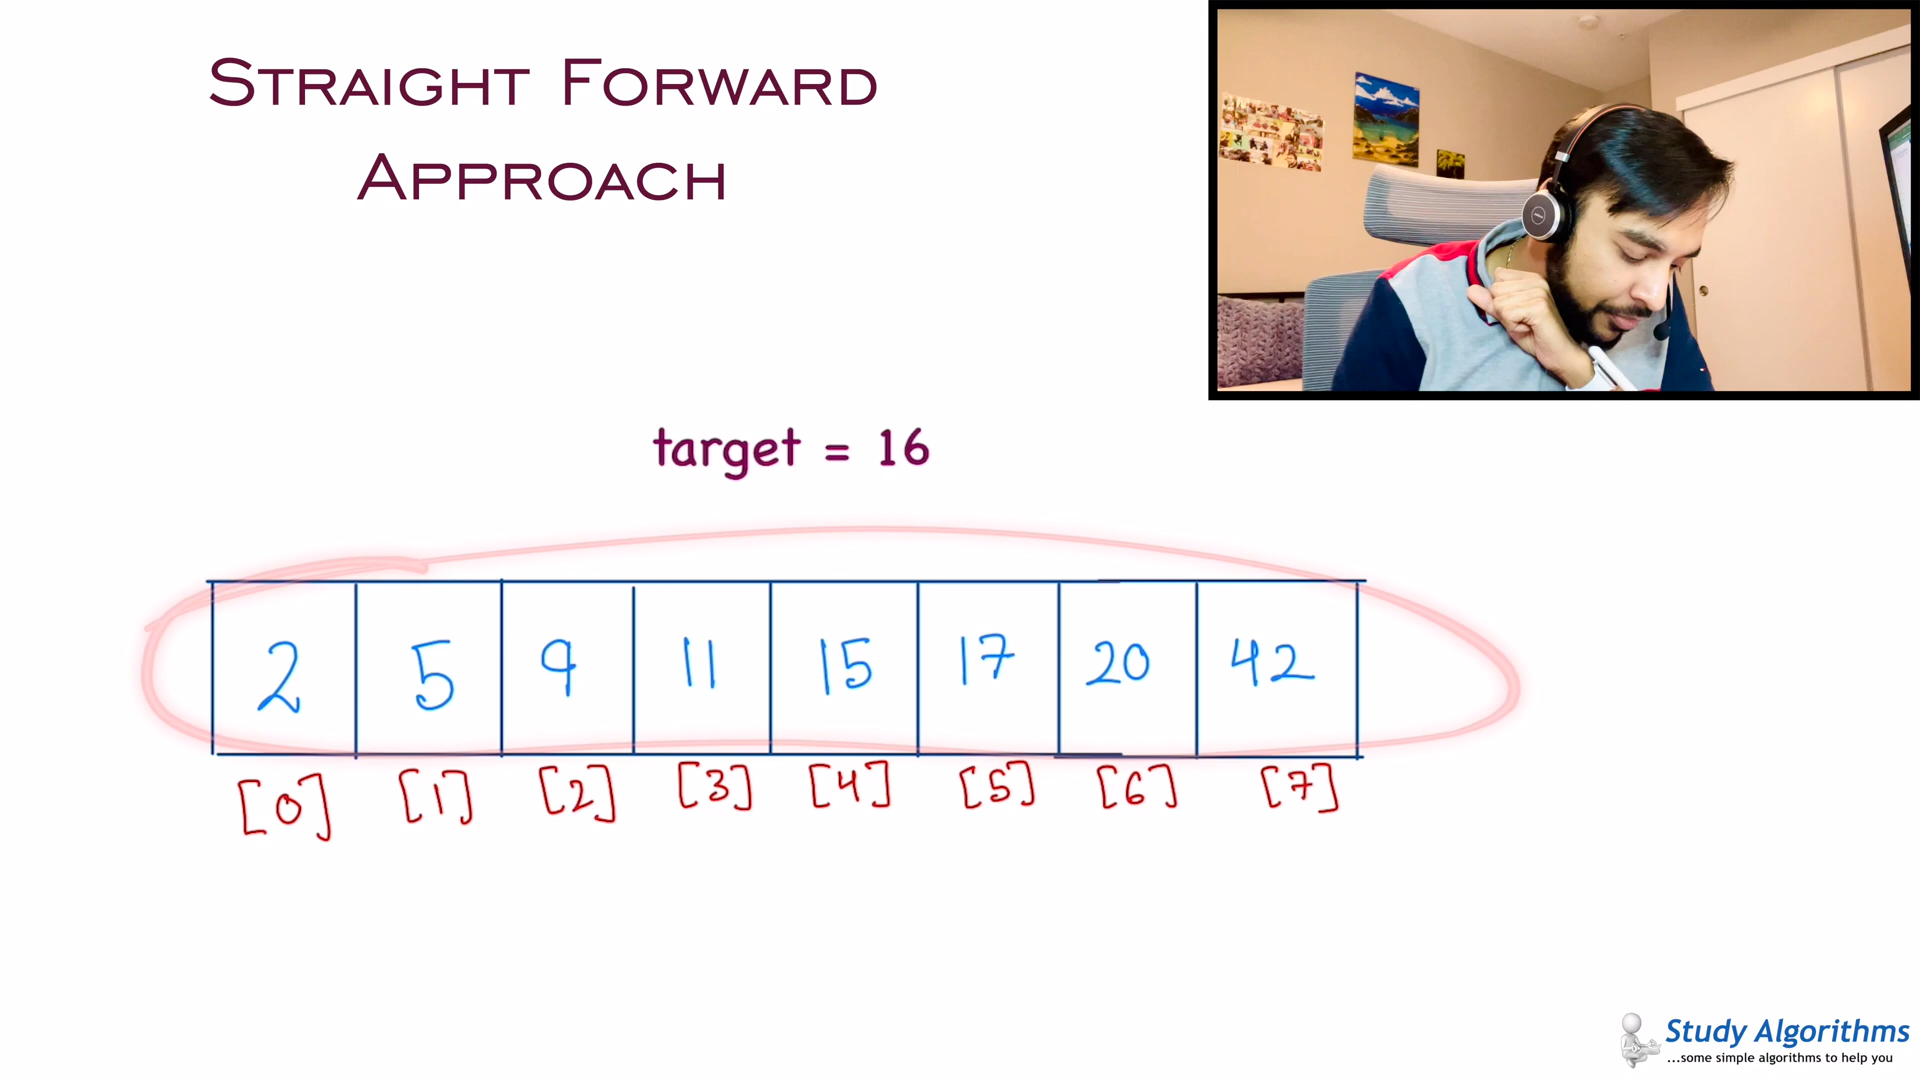 STRAIGHT FORWARD
APPROACH
target = 16
2 5 9 11 15 17 20 42
[0] [1] [2] [3] [4] [5] [6] [7]
Study Algorithms
...some simple algorithms to help you